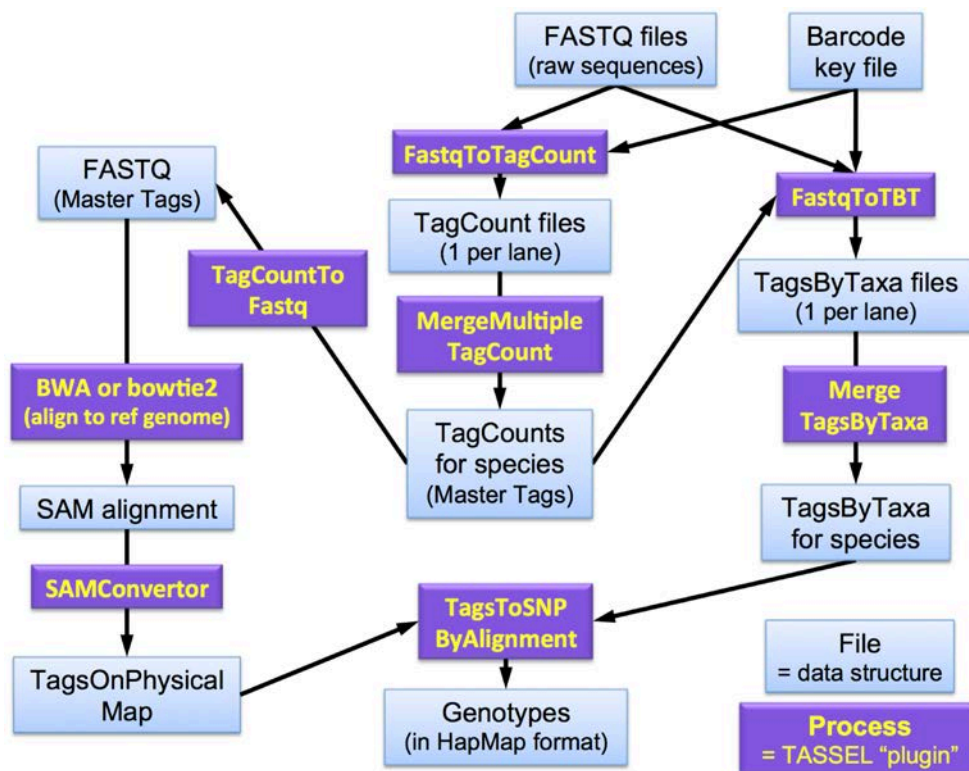 FASTQ files
(raw sequences)
Barcode
key file
FastqToTagCount
FASTQ
(Master Tags)
FastqToTBT
TagCount files
(1 per lane)
TagCountTo
Fastq
TagsByTaxa files
(1 per lane)
MergeMultiple
TagCount
BWA or bowtie2
(align to ref genome)
Merge
TagsByTaxa
TagCounts
for species
(Master Tags)
SAM alignment
TagsByTaxa
for species
SAMConvertor
TagsToSNP
ByAlignment
File
= data structure
TagsOnPhysical
Map
Genotypes
(in HapMap format)
Process
= TASSEL “plugin”